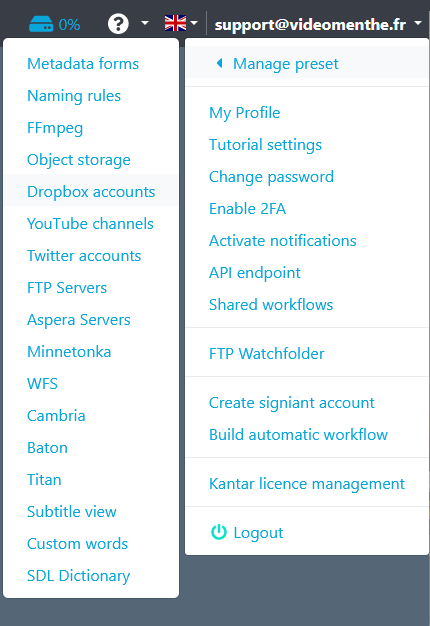 0%
?
support@videomenthe.fr
Metadata forms
Naming rules
FFmpeg
Object storage
Dropbox accounts
YouTube channels
Twitter accounts
FTP Servers
Aspera Servers
Minnetonka
WFS
Cambria
Baton
Titan
Subtitle view
Custom words
SDL Dictionary
Manage preset
My Profile
Tutorial settings
Change password
Enable 2FA
Activate notifications
API endpoint
Shared workflows
FTP Watchfolder
Create signiant account
Build automatic workflow
Kantar licence management
Logout